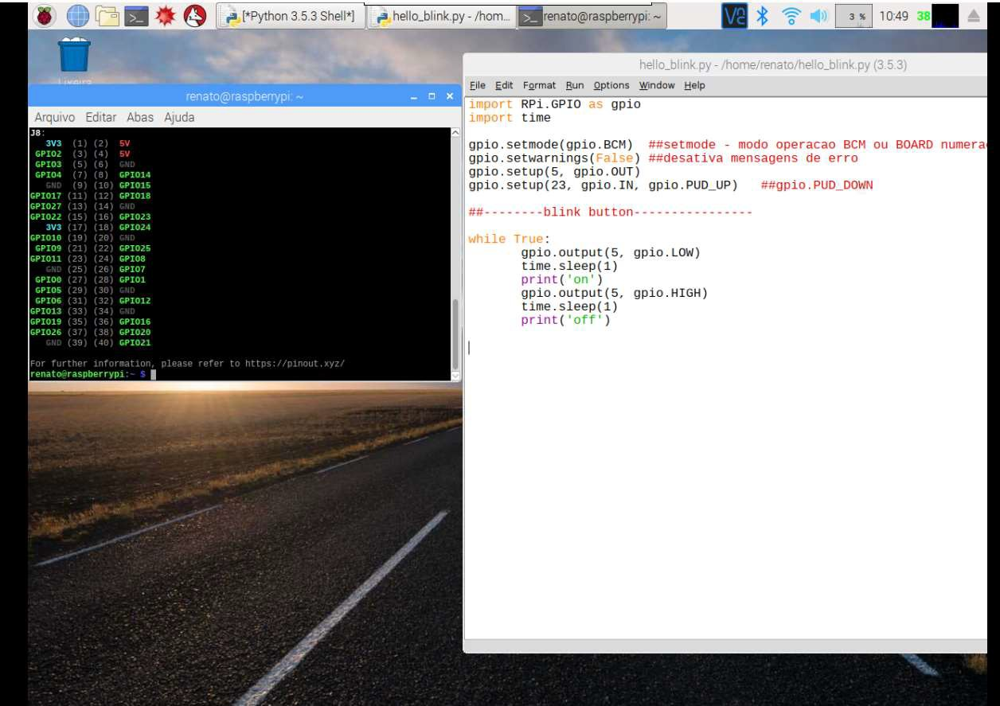 [*Python 3.5.3 Shell*]
hello_blink.py - /hom...
renato@raspberrypi: ~
3 %
10:49
38
Lixeira
renato@raspberrypi: ~
Arquivo Editar Abas Ajuda
J8:
3V3 (1) (2) 5V
GPIO2 (3) (4) 5V
GPIO3 (5) (6) GND
GPIO4 (7) (8) GPIO14
GND (9) (10) GPIO15
GPIO17 (11) (12) GPIO18
GPIO27 (13) (14) GND
GPIO22 (15) (16) GPIO23
3V3 (17) (18) GPIO24
GPIO10 (19) (20) GND
GPIO9 (21) (22) GPIO25
GPIO11 (23) (24) GPIO8
GND (25) (26) GPIO7
GPIO0 (27) (28) GPIO1
GPIO5 (29) (30) GND
GPIO6 (31) (32) GPIO12
GPIO13 (33) (34) GND
GPIO19 (35) (36) GPIO16
GPIO26 (37) (38) GPIO20
GND (39) (40) GPIO21
For further information, please refer to https://pinout.xyz/
renato@raspberrypi:~ $
hello_blink.py - /home/renato/hello_blink.py (3.5.3)
File Edit Format Run Options Window Help
import RPi.GPIO as gpio
import time
gpio.setmode(gpio.BCM) ##setmode - modo operacao BCM ou BOARD numera
gpio.setwarnings(False) ##desativa mensagens de erro
gpio.setup(5, gpio.OUT)
gpio.setup(23, gpio.IN, gpio.PUD_UP) ##gpio.PUD_DOWN
##--------blink button----------------
while True:
gpio.output(5, gpio.LOW)
time.sleep(1)
print('on')
gpio.output(5, gpio.HIGH)
time.sleep(1)
print('off')